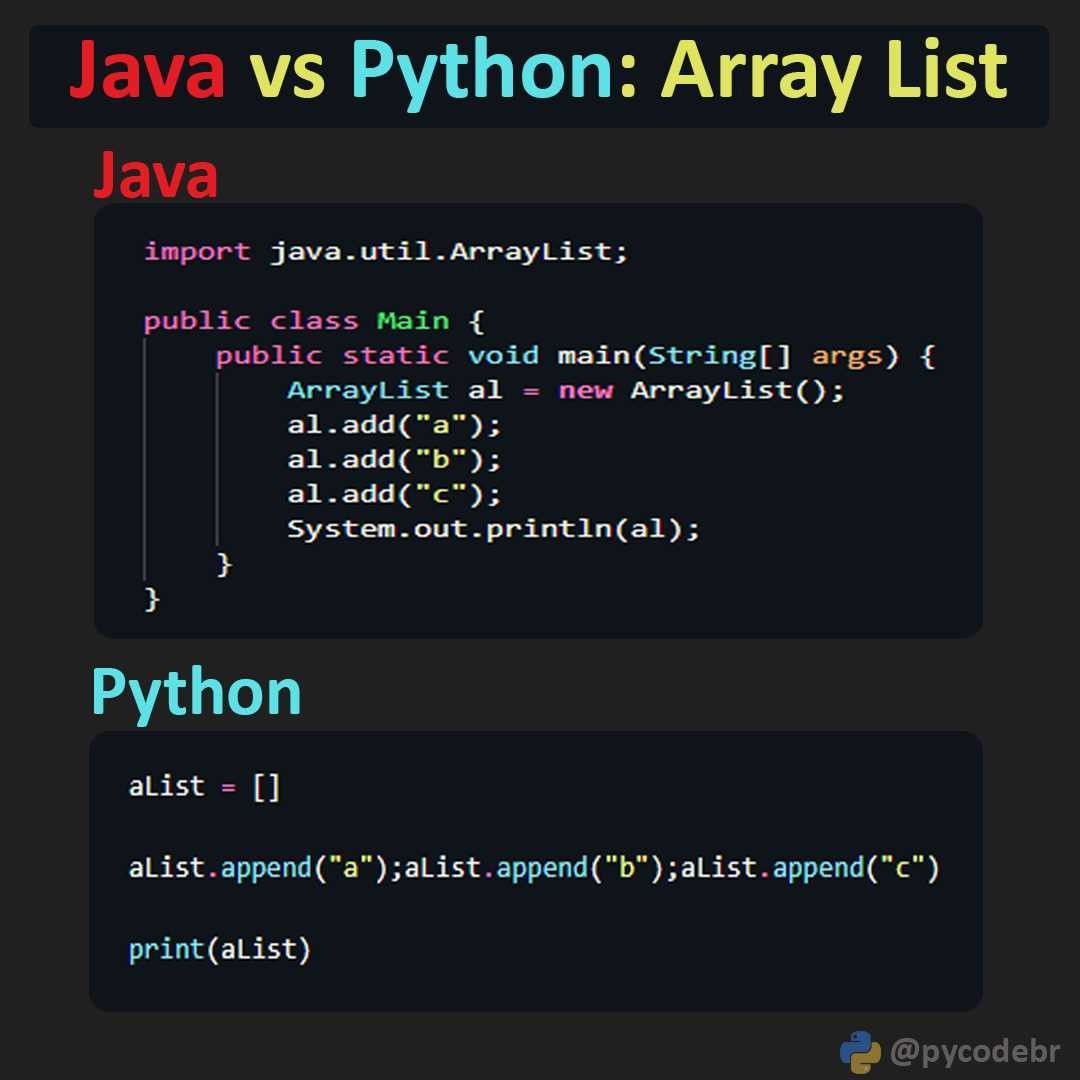 Java vs Python: Array List
Java
import java.util.ArrayList;
public class Main {
public static void main(String[] args) {
ArrayList al = new ArrayList();
al.add("a");
al.add("b");
al.add("c");
System.out.println(al);
}
}
Python
aList = []
aList.append("a");aList.append("b");aList.append("c")
print(aList)
@pycodebr